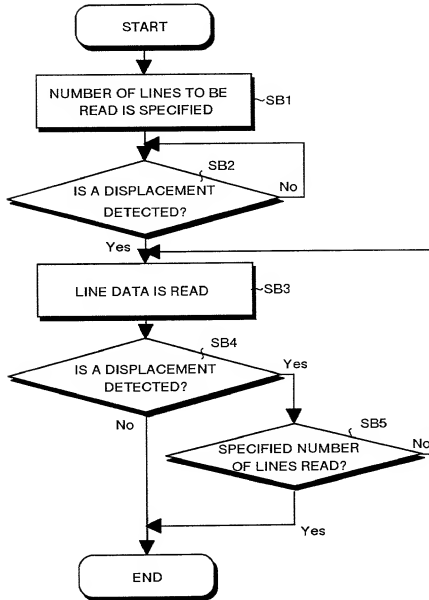 START
NUMBER OF LINES TO BE
READ IS SPECIFIED
SB1
SB2
IS A DISPLACEMENT
DETECTED?
No
Yes
LINE DATA IS READ
SB3
SB4
IS A DISPLACEMENT
DETECTED?
Yes
No
SB5
SPECIFIED NUMBER
OF LINES READ?
No
Yes
END